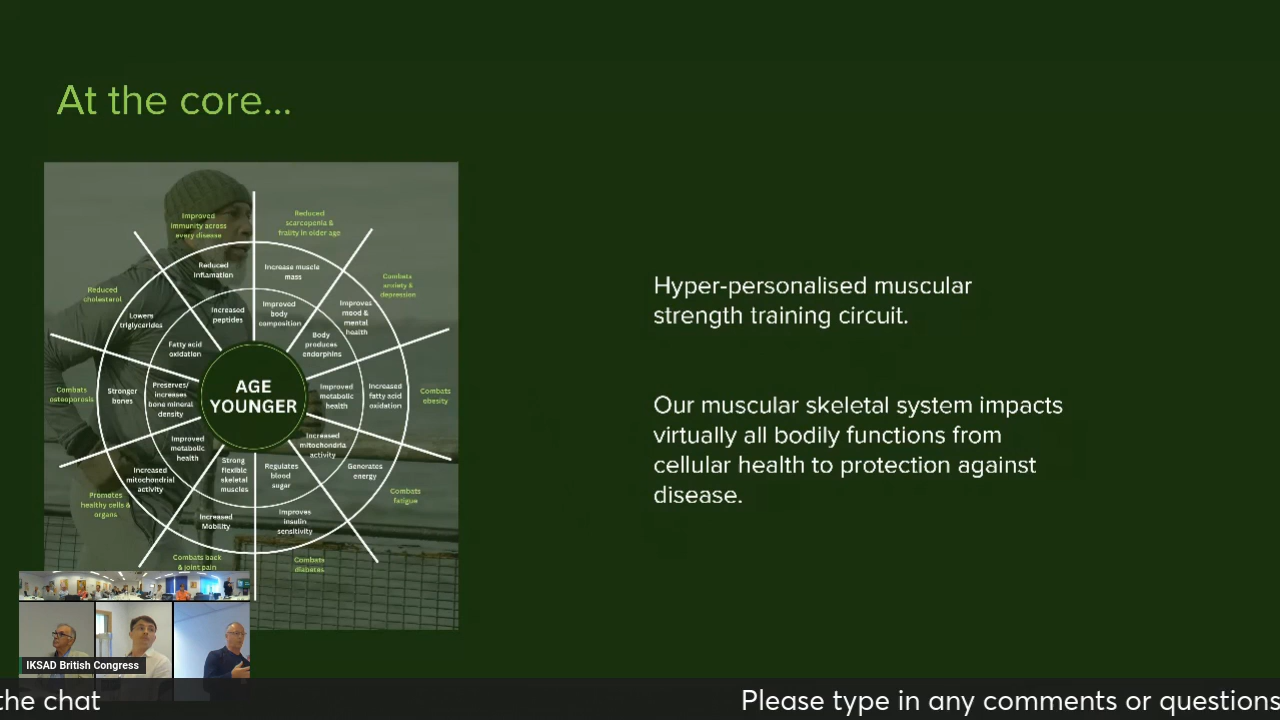 At the core...
Improved
immunity across
every disease
Reduced
scarcopenia &
fraility in older age
Reduced
Inflamation
Increase muscle
mass
Combats
anxiety &
depression
Reduced
cholesterol
Increased
peptides
Improved
body
composition
Improves
mood &
mental
health
Lowers
triglycerides
Fatty acid
oxidation
Body
produces
endorphins
Combats
osteoporosis
Stronger
bones
Preserves/
increases
bone mineral
density
AGE
YOUNGER
Improved
metabolic
health
Increased
fatty acid
oxidation
Combats
obesity
Improved
metabolic
health
Increased
mitochondria
activity
Increased
mitochondrial
activity
Strong
flexible
skeletal
muscles
Regulates
blood
sugar
Generates
energy
Promotes
healthy cells &
organs
Combats
fatigue
Increased
Mobility
Improves
insulin
sensitivity
Combats back
& joint pain
Combats
diabetes
Hyper-personalised muscular
strength training circuit.
Our muscular skeletal system impacts
virtually all bodily functions from
cellular health to protection against
disease.
IKSAD British Congress
the chat
Please type in any comments or questions